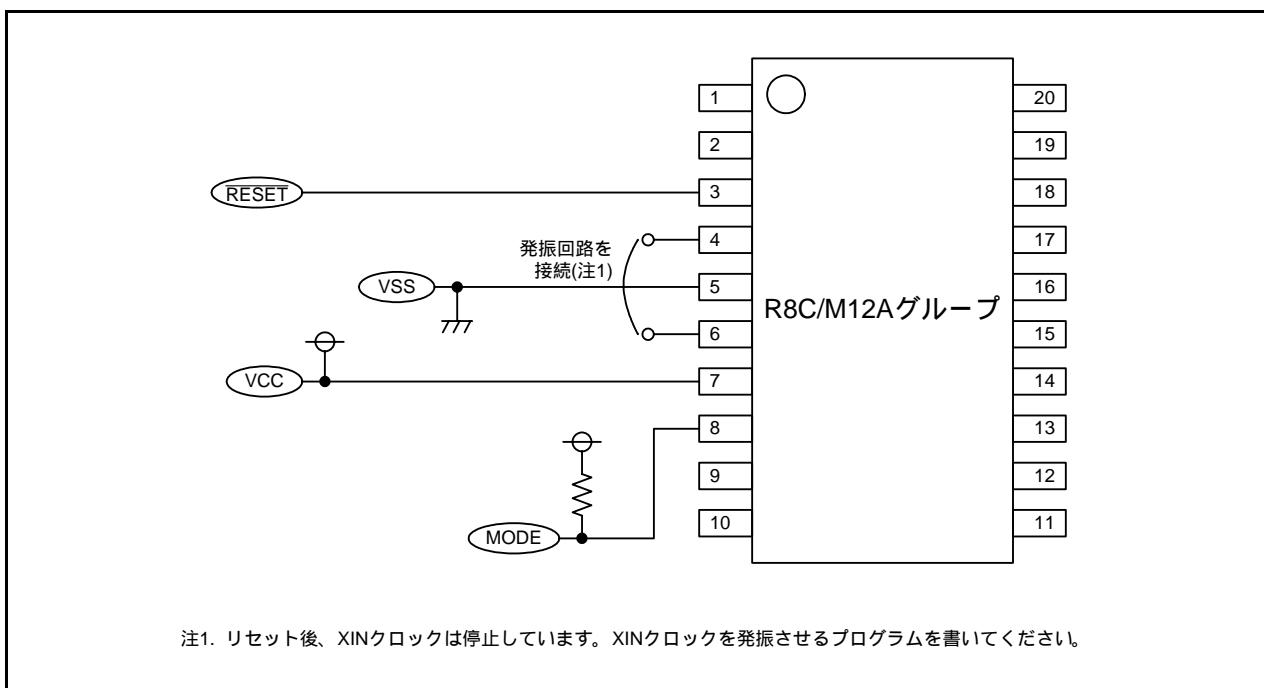 1
20
2
19
RESET
3
18
発振回路を
接続(注1)
4
17
VSS
5
16
R8C/M12Aグループ
6
15
VCC
7
14
8
13
9
12
MODE
10
11
注1. リセット後、XINクロックは停止しています。XINクロックを発振させるプログラムを書いてください。